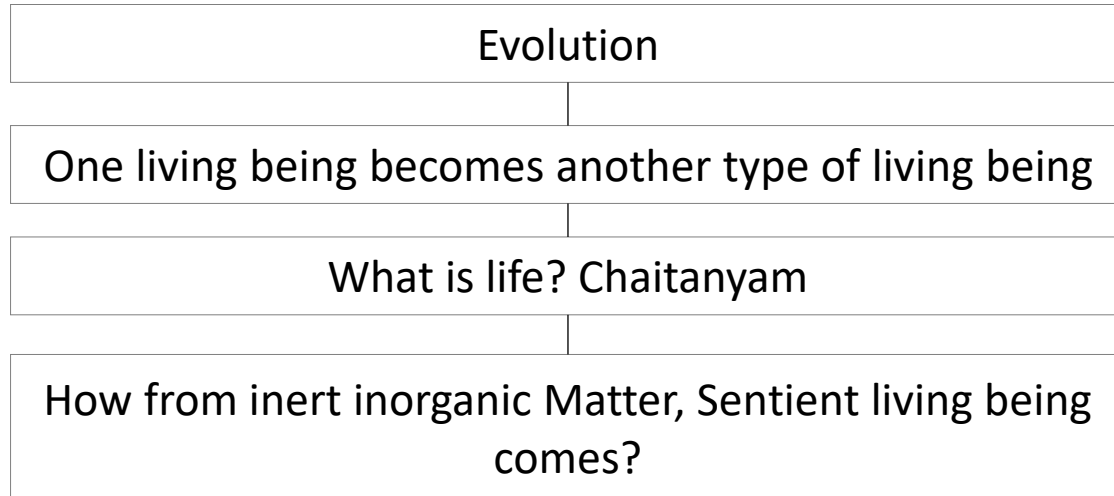 Evolution
One living being becomes another type of living being
What is life? Chaitanyam
How from inert inorganic Matter, Sentient living being
comes?